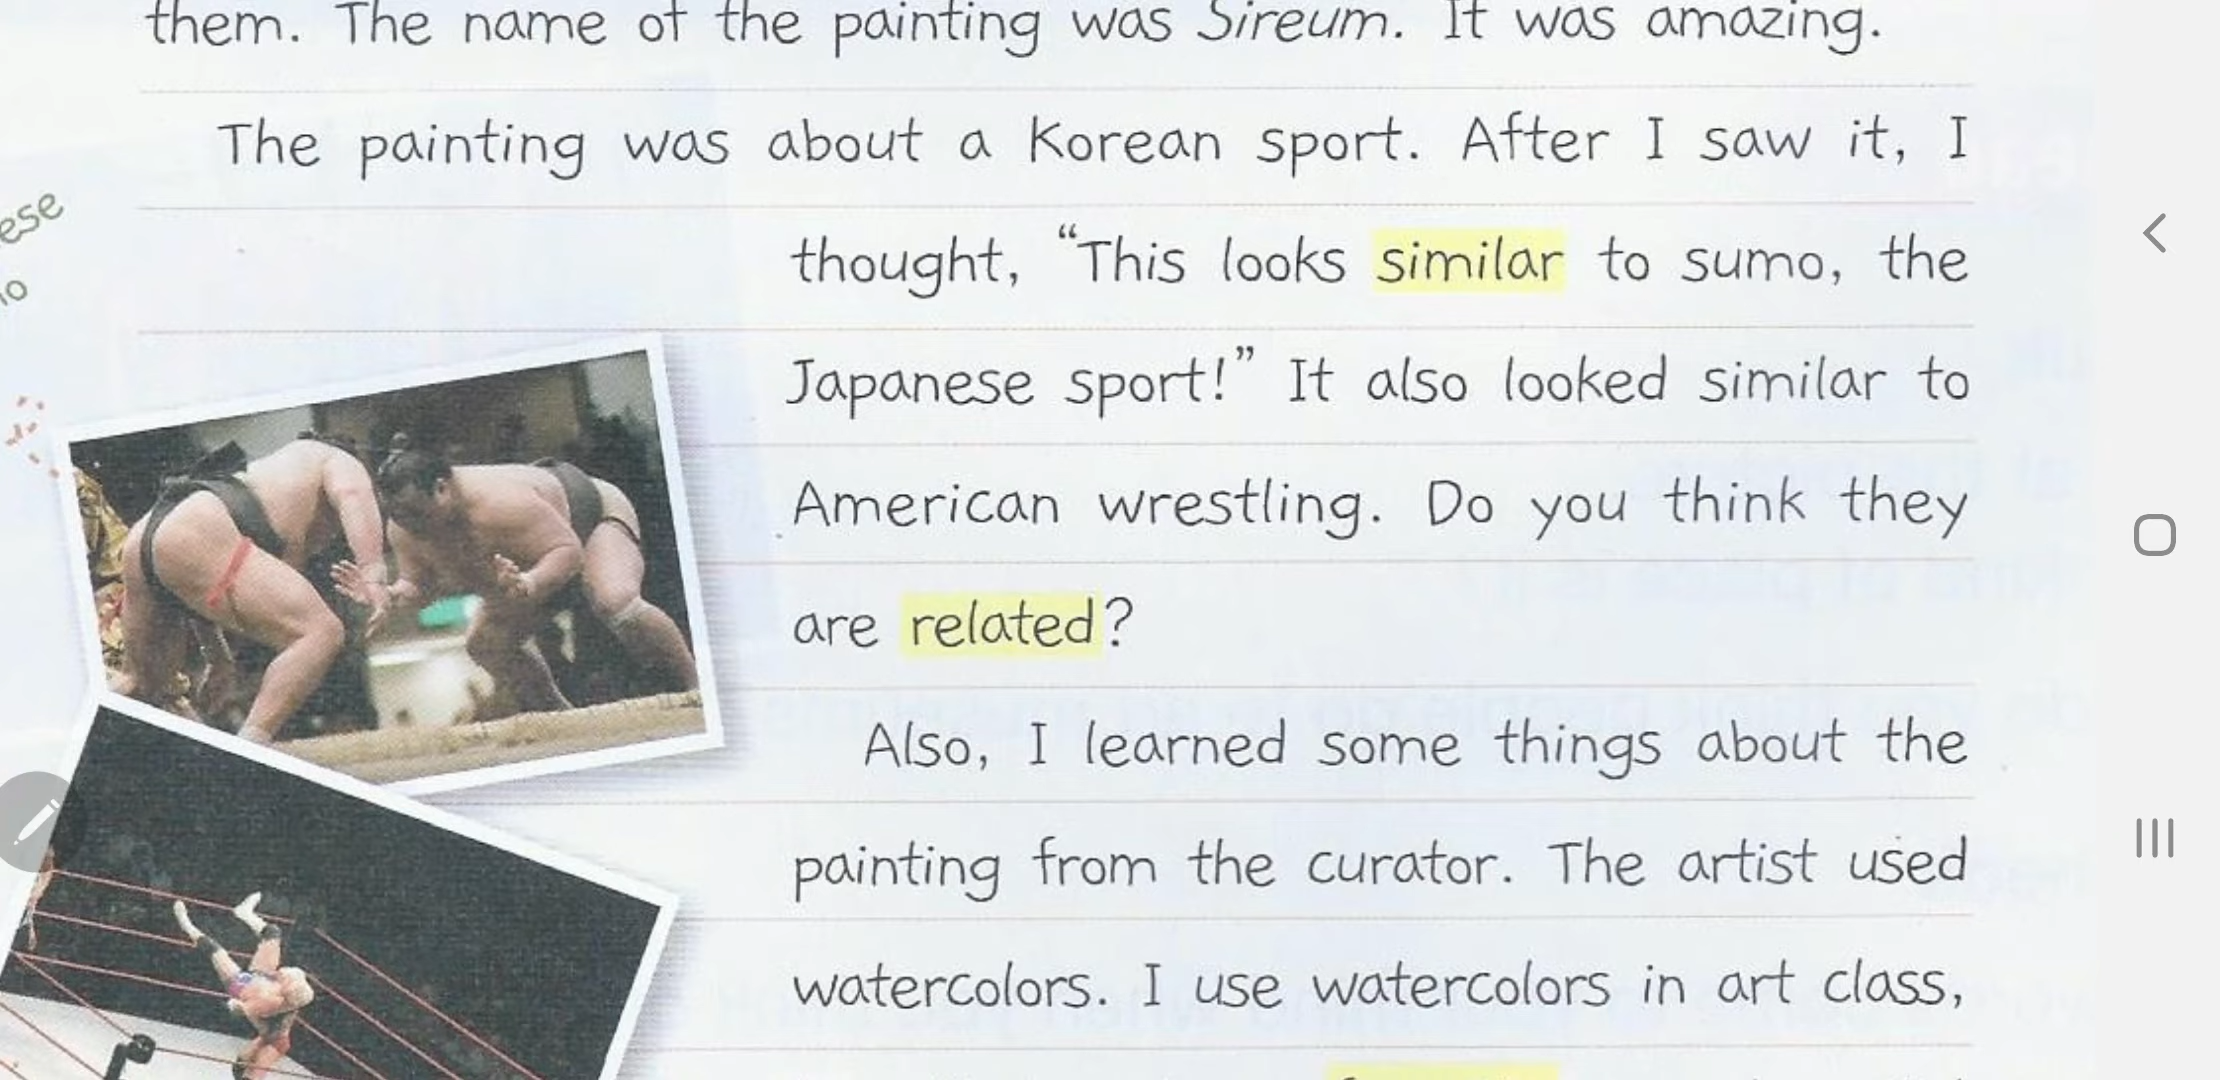 them. The name of the painting was Sireum. It was amazing.
The painting was about a Korean sport. After I saw it, I
ese
thought, “This looks similar to sumo, the
Japanese sport!” It also looked similar to
American wrestling. Do you think they
are related?
Also, I learned some things about the
painting from the curator. The artist used
watercolors. I use watercolors in art class,